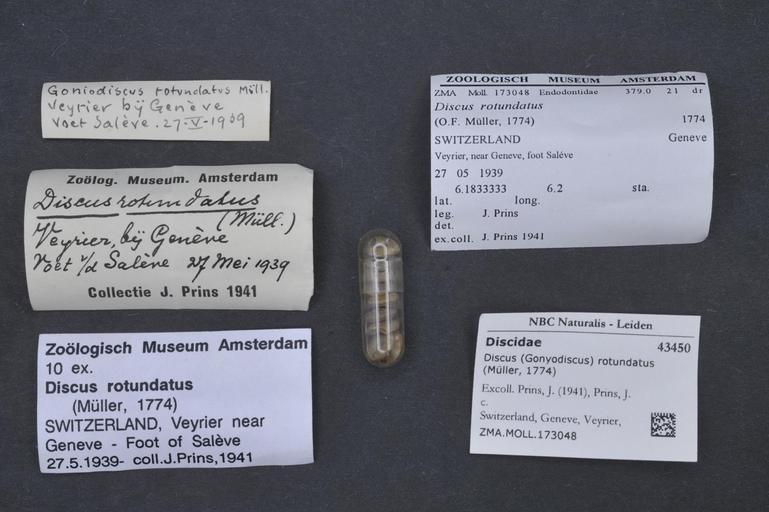 Goniodiscus rotundatus Müll.
Veyrier bij Genève
voet Salève. 27-V-1939
Zoölog. Museum. Amsterdam
Discus rotundatus
(Müll.)
Veyrier, bij Genève
Voet v/d Salève 27 Mei 1939
Collectie J. Prins 1941
Zoölogisch Museum Amsterdam
10 ex.
Discus rotundatus
(Müller, 1774)
SWITZERLAND, Veyrier near
Geneve - Foot of Salève
27.5.1939- coll.J.Prins,1941
ZOOLOGISCH MUSEUM AMSTERDAM
ZMA Moll. 173048 Endodontidae 379.0 21 dr
Discus rotundatus
(O.F. Müller, 1774) 1774
SWITZERLAND Geneve
Veyrier, near Geneve, foot Saléve
27 05 1939
6.1833333 6.2 sta.
lat. long.
leg. J. Prins
det.
ex.coll. J. Prins 1941
NBC Naturalis - Leiden
Discidae 43450
Discus (Gonyodiscus) rotundatus
(Müller, 1774)
Excoll. Prins, J. (1941), Prins, J.
c.
Switzerland, Geneve, Veyrier,
ZMA.MOLL.173048